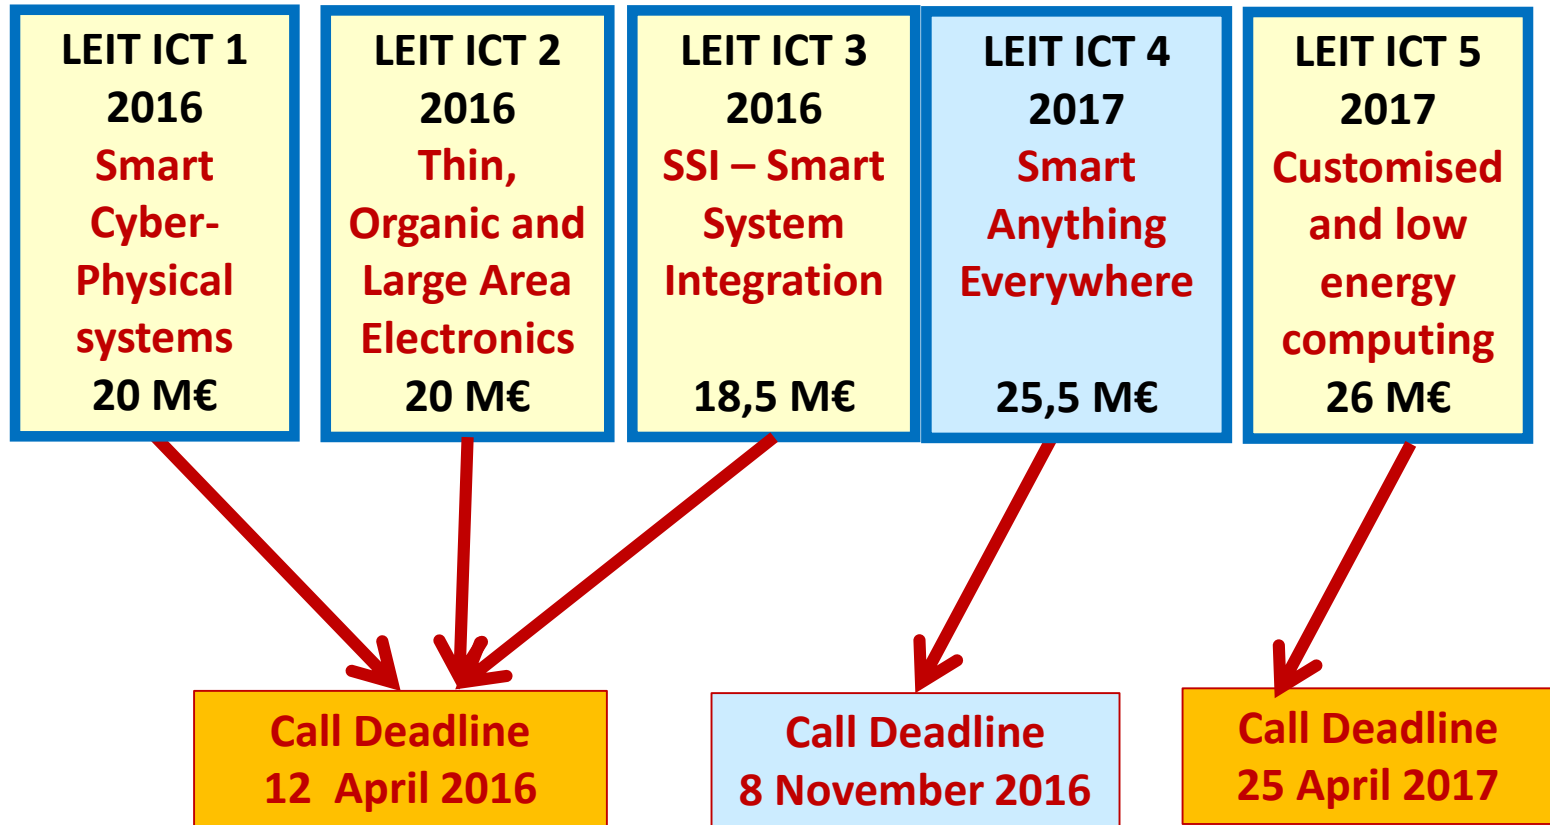 LEIT ICT 1
2016
Smart
Cyber-
Physical
systems
20 M€
LEIT ICT 2
2016
Thin,
Organic and
Large Area
Electronics
20 M€
LEIT ICT 3
2016
SSI – Smart
System
Integration
18,5 M€
LEIT ICT 4
2017
Smart
Anything
Everywhere
25,5 M€
LEIT ICT 5
2017
Customised
and low
energy
computing
26 M€
Call Deadline
12 April 2016
Call Deadline
8 November 2016
Call Deadline
25 April 2017